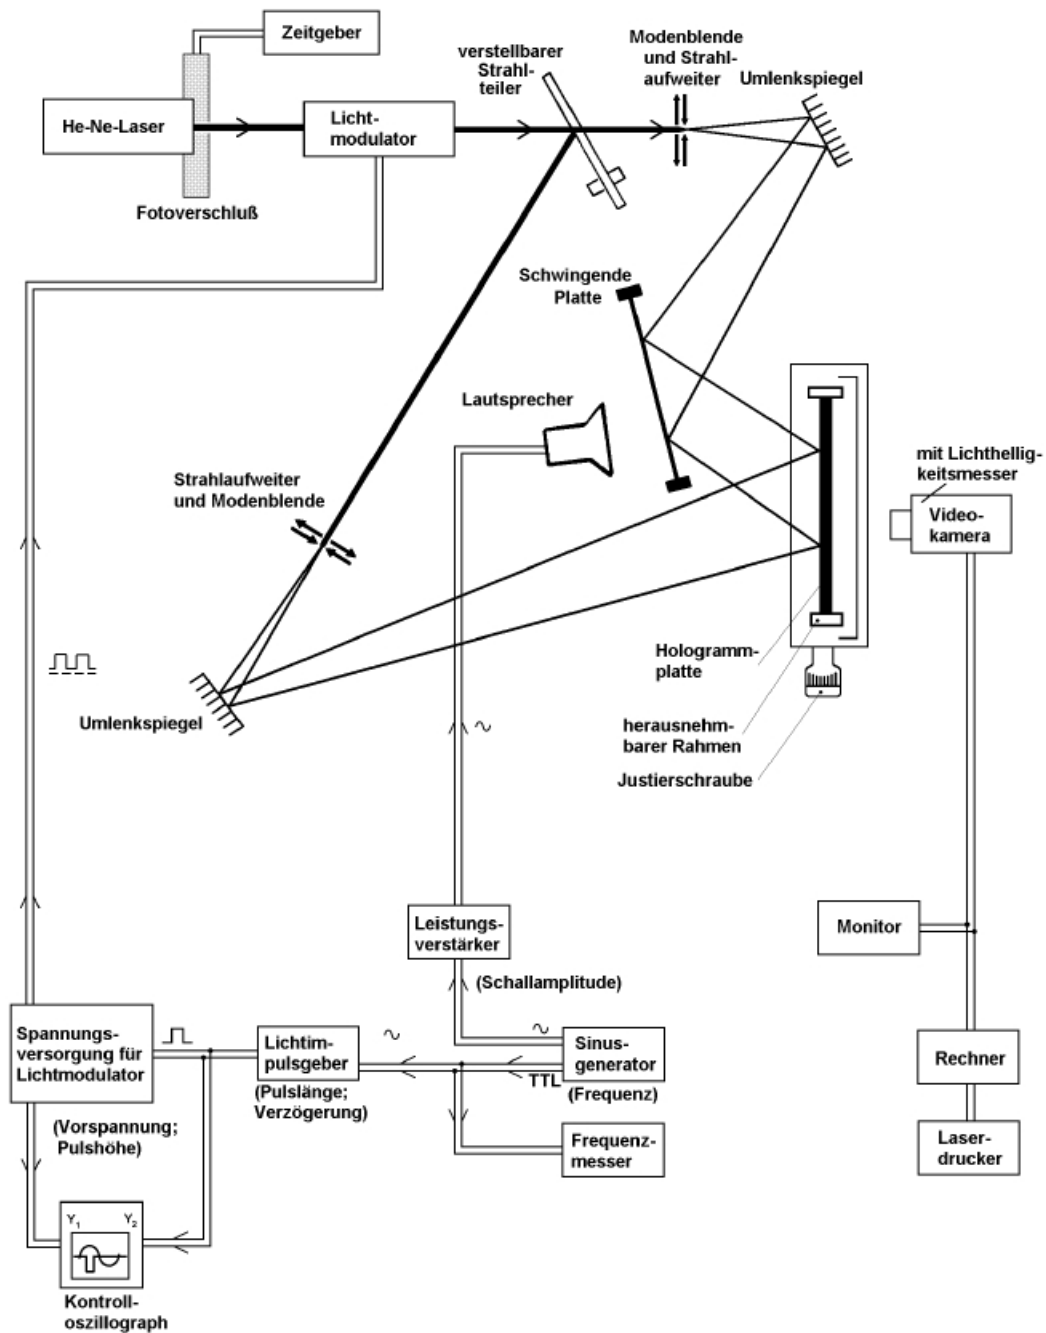 Zeitgeber
He-Ne-Laser
Licht-
modulator
Fotoverschluß
verstellbarer
Strahl-
teiler
Modenblende
und Strahl-
aufweiter
Umlenkspiegel
Schwingende
Platte
Lautsprecher
Strahlaufweiter
und Modenblende
Umlenkspiegel
mit Lichthellig-
keitsmesser
Video-
kamera
Hologramm-
platte
herausnehm-
barer Rahmen
Justierschraube
Leistungs-
verstärker
(Schallamplitude)
Monitor
Spannungs-
versorgung für
Lichtmodulator
(Vorspannung;
Pulshöhe)
Lichtim-
pulsgeber
(Pulslänge;
Verzögerung)
~
~
~
Sinus-
generator
TTL
(Frequenz)
Frequenz-
messer
Rechner
Laser-
drucker
Y1
Y2
Kontroll-
oszillograph